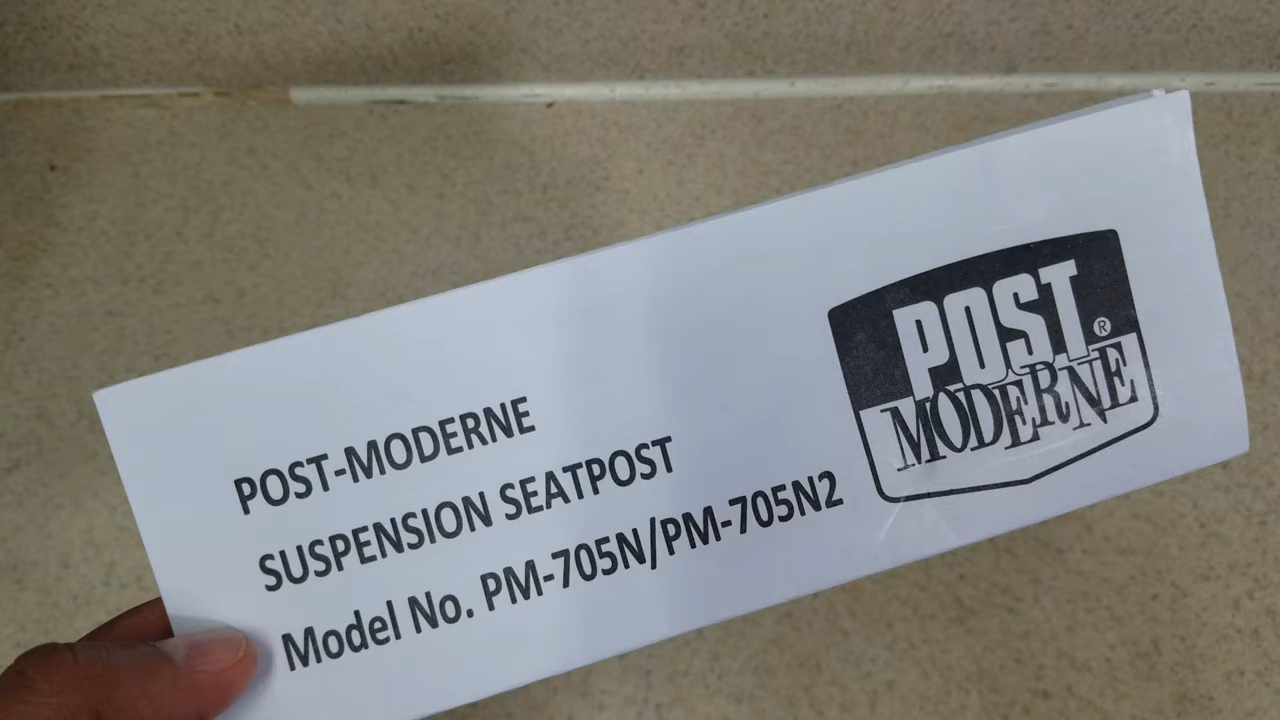 POST-MODERNE
SUSPENSION SEATPOST
Model No. PM-705N/PM-705N2
POST
MODERNE
®